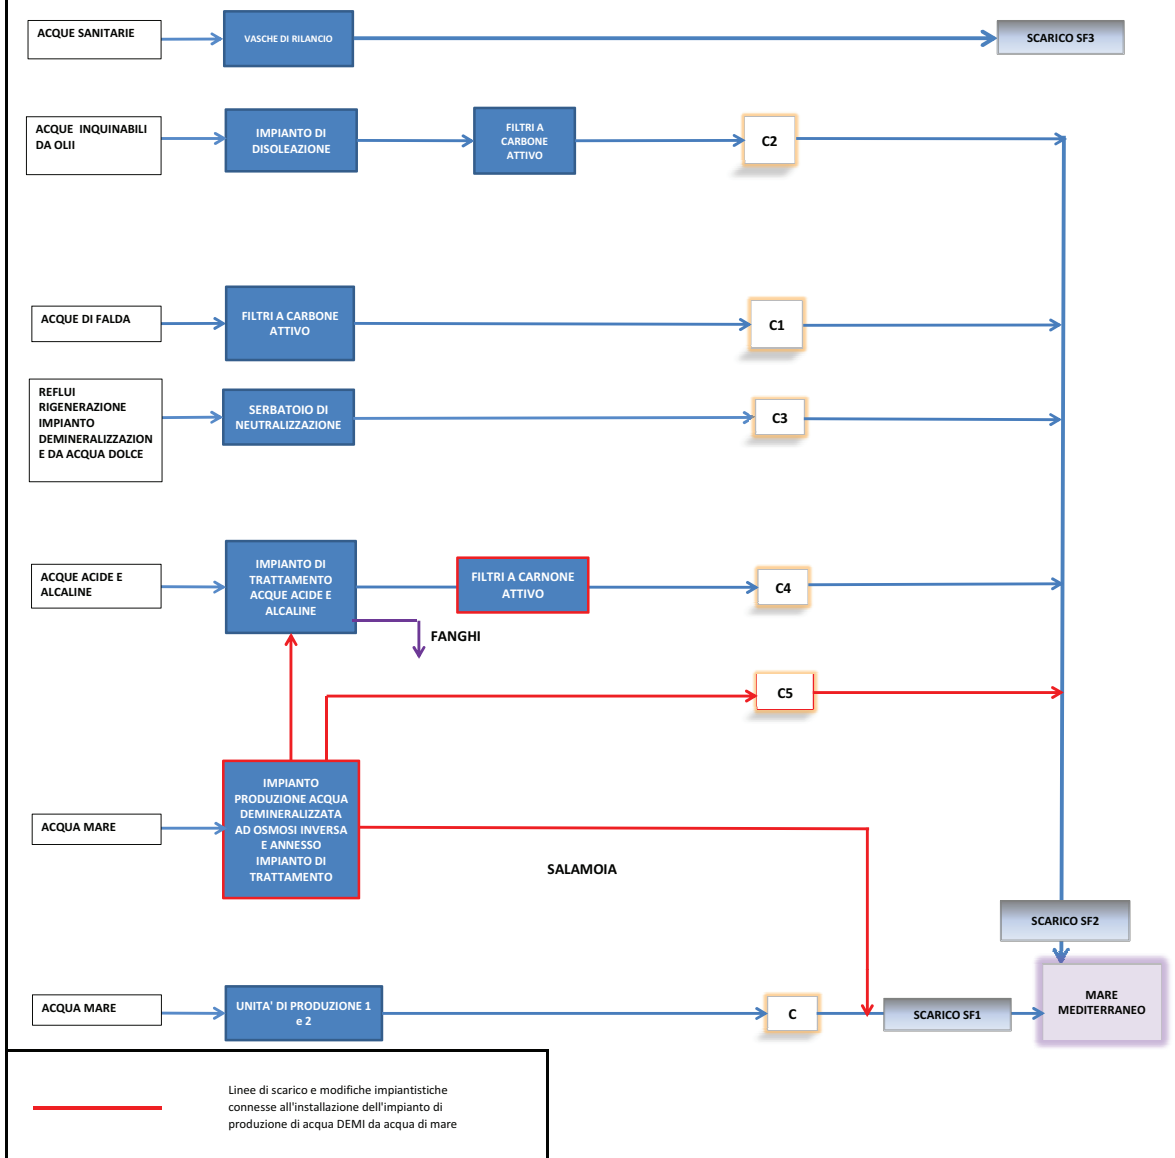 ACQUE SANITARIE
VASCHE DI RILANCIO
SCARICO SF3
ACQUE INQUINABILI
DA OLII
IMPIANTO DI
DISOLEAZIONE
FILTRI A
CARBONE
ATTIVO
C2
ACQUE DI FALDA
FILTRI A CARBONE
ATTIVO
C1
REFLUI
RIGENERAZIONE
IMPIANTO
DEMINERALIZZAZION
E DA ACQUA DOLCE
SERBATOIO DI
NEUTRALIZZAZIONE
C3
ACQUE ACIDE E
ALCALINE
IMPIANTO DI
TRATTAMENTO
ACQUE ACIDE E
ALCALINE
FILTRI A CARNONE
ATTIVO
C4
FANGHI
C5
ACQUA MARE
IMPIANTO
PRODUZIONE ACQUA
DEMINERALIZZATA
AD OSMOSI INVERSA
E ANNESSO
IMPIANTO DI
TRATTAMENTO
SALAMOIA
SCARICO SF2
ACQUA MARE
UNITA' DI PRODUZIONE 1
e 2
C
SCARICO SF1
MARE
MEDITERRANEO
Linee di scarico e modifiche impiantistiche
connesse all'installazione dell'impianto di
produzione di acqua DEMI da acqua di mare